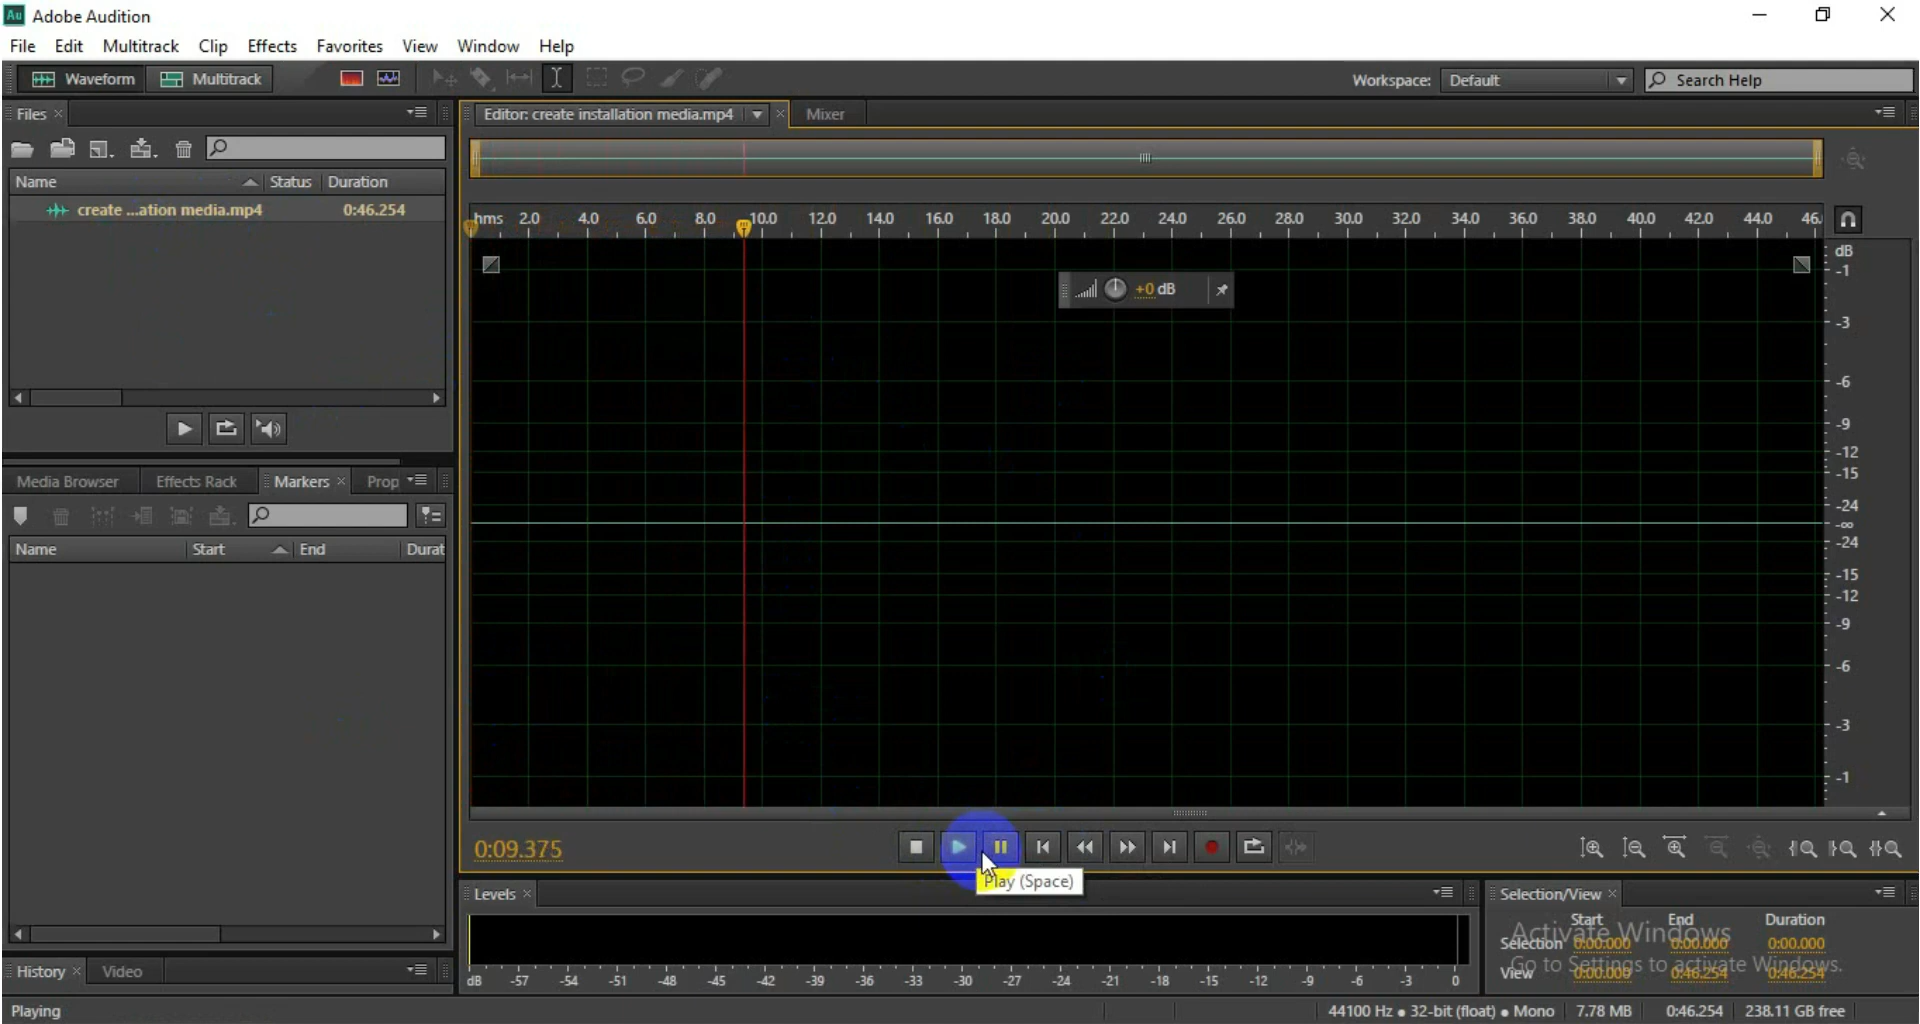 Au Adobe Audition
File Edit Multitrack Clip Effects Favorites View Window Help
Waveform Multitrack Workspace: Default Search Help
Files × Editor: create installation media.mp4 × Mixer
Name Status Duration
create ...ation media.mp4 0:46.254
hms 2.0 4.0 6.0 8.0 10.0 12.0 14.0 16.0 18.0 20.0 22.0 24.0 26.0 28.0 30.0 32.0 34.0 36.0 38.0 40.0 42.0 44.0 46.
dB
-1
+0 dB
-3
-6
-9
-12
-15
-24
-∞
-24
-15
-12
-9
-6
-3
-1
Media Browser Effects Rack Markers × Prop
Name Start End Durat
0:09.375
Play (Space)
Levels × Selection/View ×
Start End Duration
Selection 0:00.000 0:00.000 0:00.000
View 0:00.000 0:46.254 0:46.254
Activate Windows
Go to Settings to activate Windows.
dB -57 -54 -51 -48 -45 -42 -39 -36 -33 -30 -27 -24 -21 -18 -15 -12 -9 -6 -3 0
History × Video
Playing 44100 Hz ● 32-bit (float) ● Mono 7.78 MB 0:46.254 238.11 GB free